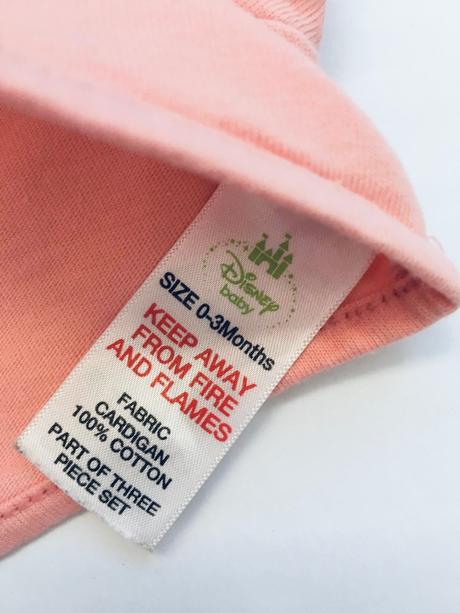 Disney
baby
SIZE 0-3Months
KEEP AWAY
FROM FIRE
AND FLAMES
FABRIC
CARDIGAN
100% COTTON
PART OF THREE
PIECE SET